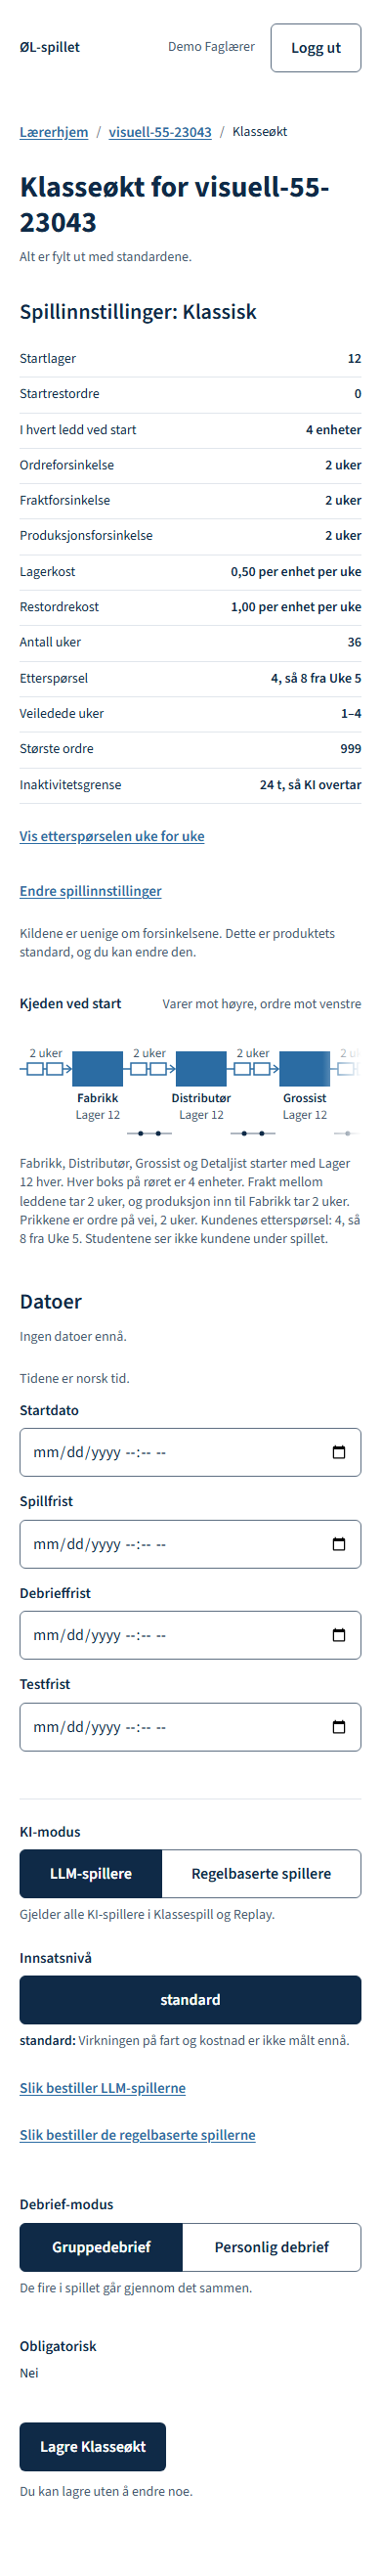 ØL-spillet
Demo Faglærer
Logg ut
Lærerhjem / visuell-55-23043 / Klasseøkt
Klasseøkt for visuell-55-
23043
Alt er fylt ut med standardene.
Spillinnstillinger: Klassisk
Startlager 12
Startrestordre 0
I hvert ledd ved start 4 enheter
Ordreforsinkelse 2 uker
Fraktforsinkelse 2 uker
Produksjonsforsinkelse 2 uker
Lagerkost 0,50 per enhet per uke
Restordrekost 1,00 per enhet per uke
Antall uker 36
Etterspørsel 4, så 8 fra Uke 5
Veiledede uker 1–4
Største ordre 999
Inaktivitetsgrense 24 t, så KI overtar
Vis etterspørselen uke for uke
Endre spillinnstillinger
Kildene er uenige om forsinkelsene. Dette er produktets
standard, og du kan endre den.
Kjeden ved start Varer mot høyre, ordre mot venstre
2 uker 2 uker 2 uker 2 u
Fabrikk Distributør Grossist
Lager 12 Lager 12 Lager 12
Fabrikk, Distributør, Grossist og Detaljist starter med Lager
12 hver. Hver boks på røret er 4 enheter. Frakt mellom
leddene tar 2 uker, og produksjon inn til Fabrikk tar 2 uker.
Prikkene er ordre på vei, 2 uker. Kundenes etterspørsel: 4, så
8 fra Uke 5. Studentene ser ikke kundene under spillet.
Datoer
Ingen datoer ennå.
Tidene er norsk tid.
Startdato
mm/dd/yyyy --:-- --
Spillfrist
mm/dd/yyyy --:-- --
Debrieffrist
mm/dd/yyyy --:-- --
Testfrist
mm/dd/yyyy --:-- --
KI-modus
LLM-spillere Regelbaserte spillere
Gjelder alle KI-spillere i Klassespill og Replay.
Innsatsnivå
standard
standard: Virkningen på fart og kostnad er ikke målt ennå.
Slik bestiller LLM-spillerne
Slik bestiller de regelbaserte spillerne
Debrief-modus
Gruppedebrief Personlig debrief
De fire i spillet går gjennom det sammen.
Obligatorisk
Nei
Lagre Klasseøkt
Du kan lagre uten å endre noe.